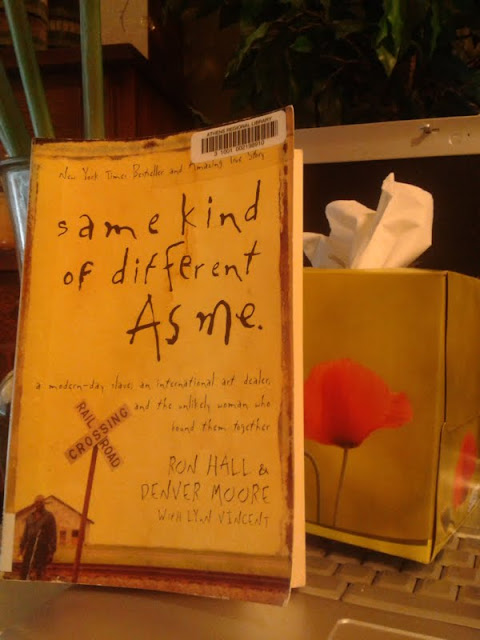 ATHENS REGIONAL LIBRARY
New York Times Bestseller and Amazing True Story
same kind
of different
As me.
a modern-day slave, an international art dealer,
and the unlikely woman who
bound them together
RAIL
CROSSING
ROAD
RON HALL &
DENVER MOORE
WITH LYNN VINCENT